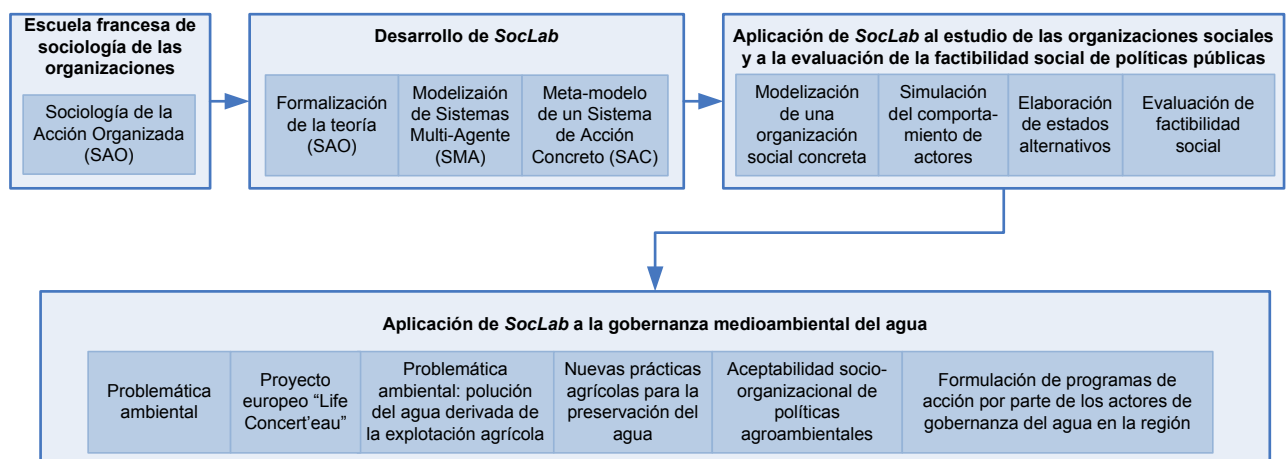 Escuela francesa de
sociología de las
organizaciones
Sociología de la
Acción Organizada
(SAO)
Desarrollo de SocLab
Formalización
de la teoría
(SAO)
Modelizaión
de Sistemas
Multi-Agente
(SMA)
Meta-modelo
de un Sistema
de Acción
Concreto (SAC)
Aplicación de SocLab al estudio de las organizaciones sociales
y a la evaluación de la factibilidad social de políticas públicas
Modelización
de una
organización
social concreta
Simulación
del comporta-
miento de
actores
Elaboración
de estados
alternativos
Evaluación de
factibilidad
social
Aplicación de SocLab a la gobernanza medioambiental del agua
Problemática
ambiental
Proyecto
europeo “Life
Concert’eau”
Problemática
ambiental: polución
del agua derivada de
la explotación agrícola
Nuevas prácticas
agrícolas para la
preservación del
agua
Aceptabilidad socio-
organizacional de
políticas
agroambientales
Formulación de programas de
acción por parte de los actores de
gobernanza del agua en la región